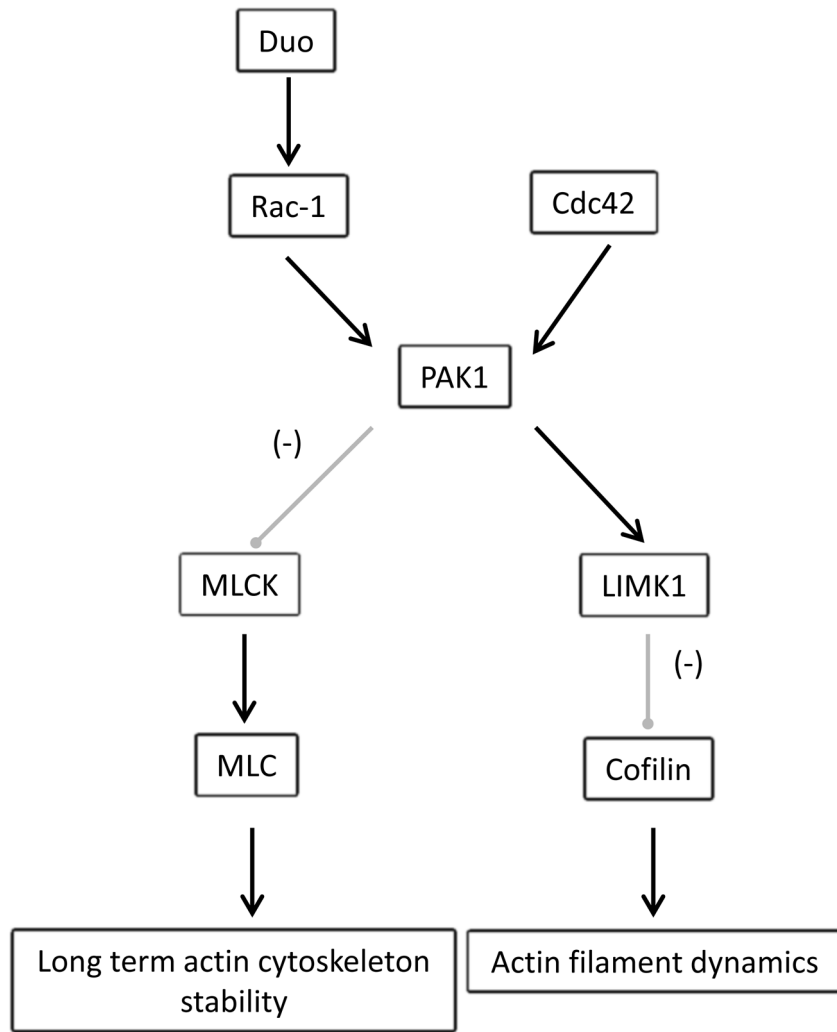 Duo
Rac-1
Cdc42
PAK1
(-)
MLCK
LIMK1
(-)
MLC
Cofilin
Long term actin cytoskeleton
stability
Actin filament dynamics